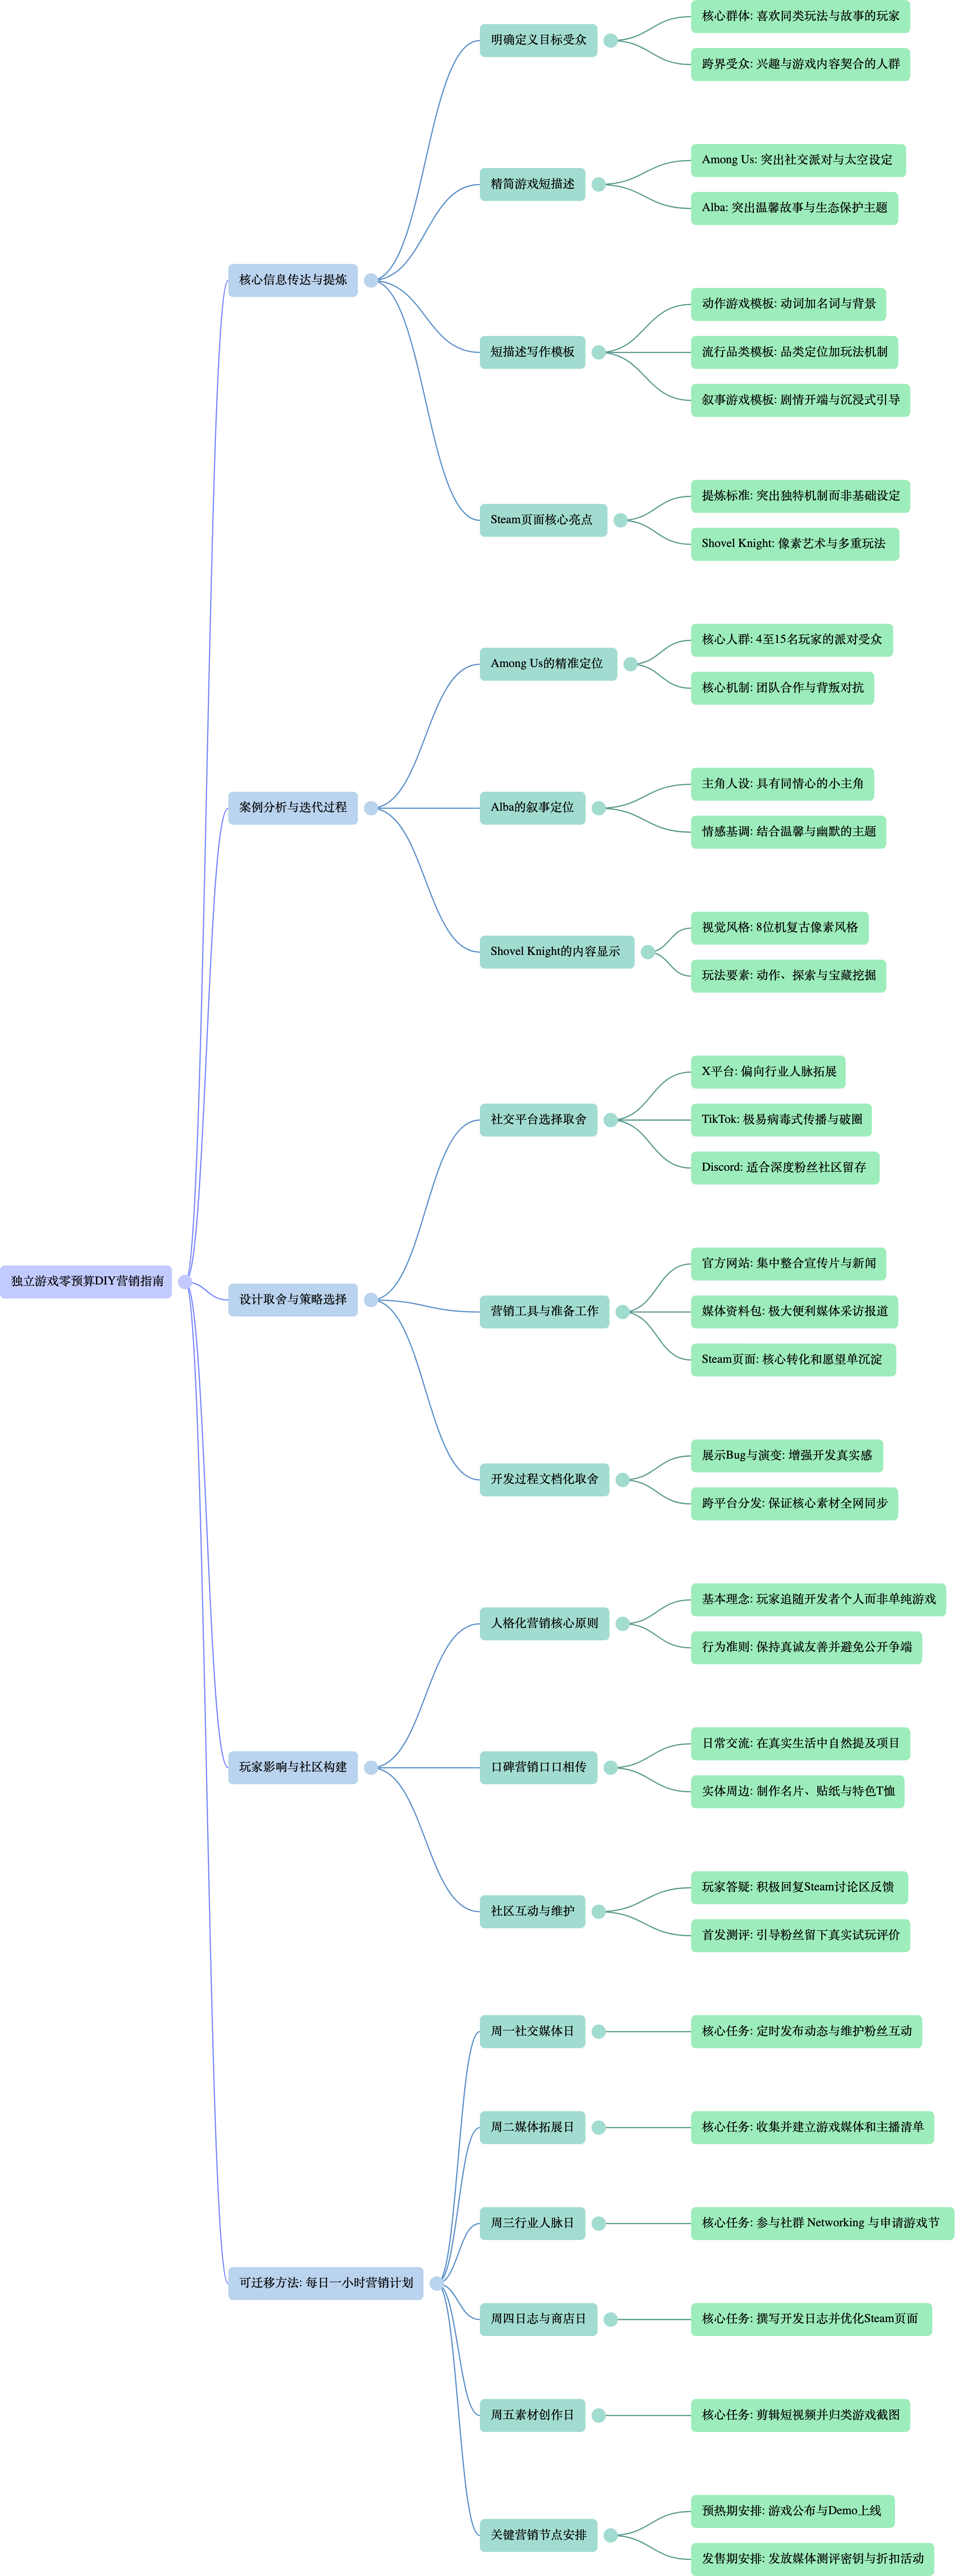 独立游戏零预算DIY营销指南
核心信息传达与提炼
明确定义目标受众
核心群体: 喜欢同类玩法与故事的玩家
跨界受众: 兴趣与游戏内容契合的人群
精简游戏短描述
Among Us: 突出社交派对与太空设定
Alba: 突出温馨故事与生态保护主题
短描述写作模板
动作游戏模板: 动词加名词与背景
流行品类模板: 品类定位加玩法机制
叙事游戏模板: 剧情开端与沉浸式引导
Steam页面核心亮点
提炼标准: 突出独特机制而非基础设定
Shovel Knight: 像素艺术与多重玩法
案例分析与迭代过程
Among Us的精准定位
核心人群: 4至15名玩家的派对受众
核心机制: 团队合作与背叛对抗
Alba的叙事定位
主角人设: 具有同情心的小主角
情感基调: 结合温馨与幽默的主题
Shovel Knight的内容显示
视觉风格: 8位机复古像素风格
玩法要素: 动作、探索与宝藏挖掘
设计取舍与策略选择
社交平台选择取舍
X平台: 偏向行业人脉拓展
TikTok: 极易病毒式传播与破圈
Discord: 适合深度粉丝社区留存
营销工具与准备工作
官方网站: 集中整合宣传片与新闻
媒体资料包: 极大便利媒体采访报道
Steam页面: 核心转化和愿望单沉淀
开发过程文档化取舍
展示Bug与演变: 增强开发真实感
跨平台分发: 保证核心素材全网同步
玩家影响与社区构建
人格化营销核心原则
基本理念: 玩家追随开发者个人而非单纯游戏
行为准则: 保持真诚友善并避免公开争端
口碑营销口口相传
日常交流: 在真实生活中自然提及项目
实体周边: 制作名片、贴纸与特色T恤
社区互动与维护
玩家答疑: 积极回复Steam讨论区反馈
首发测评: 引导粉丝留下真实试玩评价
可迁移方法: 每日一小时营销计划
周一社交媒体日
核心任务: 定时发布动态与维护粉丝互动
周二媒体拓展日
核心任务: 收集并建立游戏媒体和主播清单
周三行业人脉日
核心任务: 参与社群 Networking 与申请游戏节
周四日志与商店日
核心任务: 撰写开发日志并优化Steam页面
周五素材创作日
核心任务: 剪辑短视频并归类游戏截图
关键营销节点安排
预热期安排: 游戏公布与Demo上线
发售期安排: 发放媒体测评密钥与折扣活动